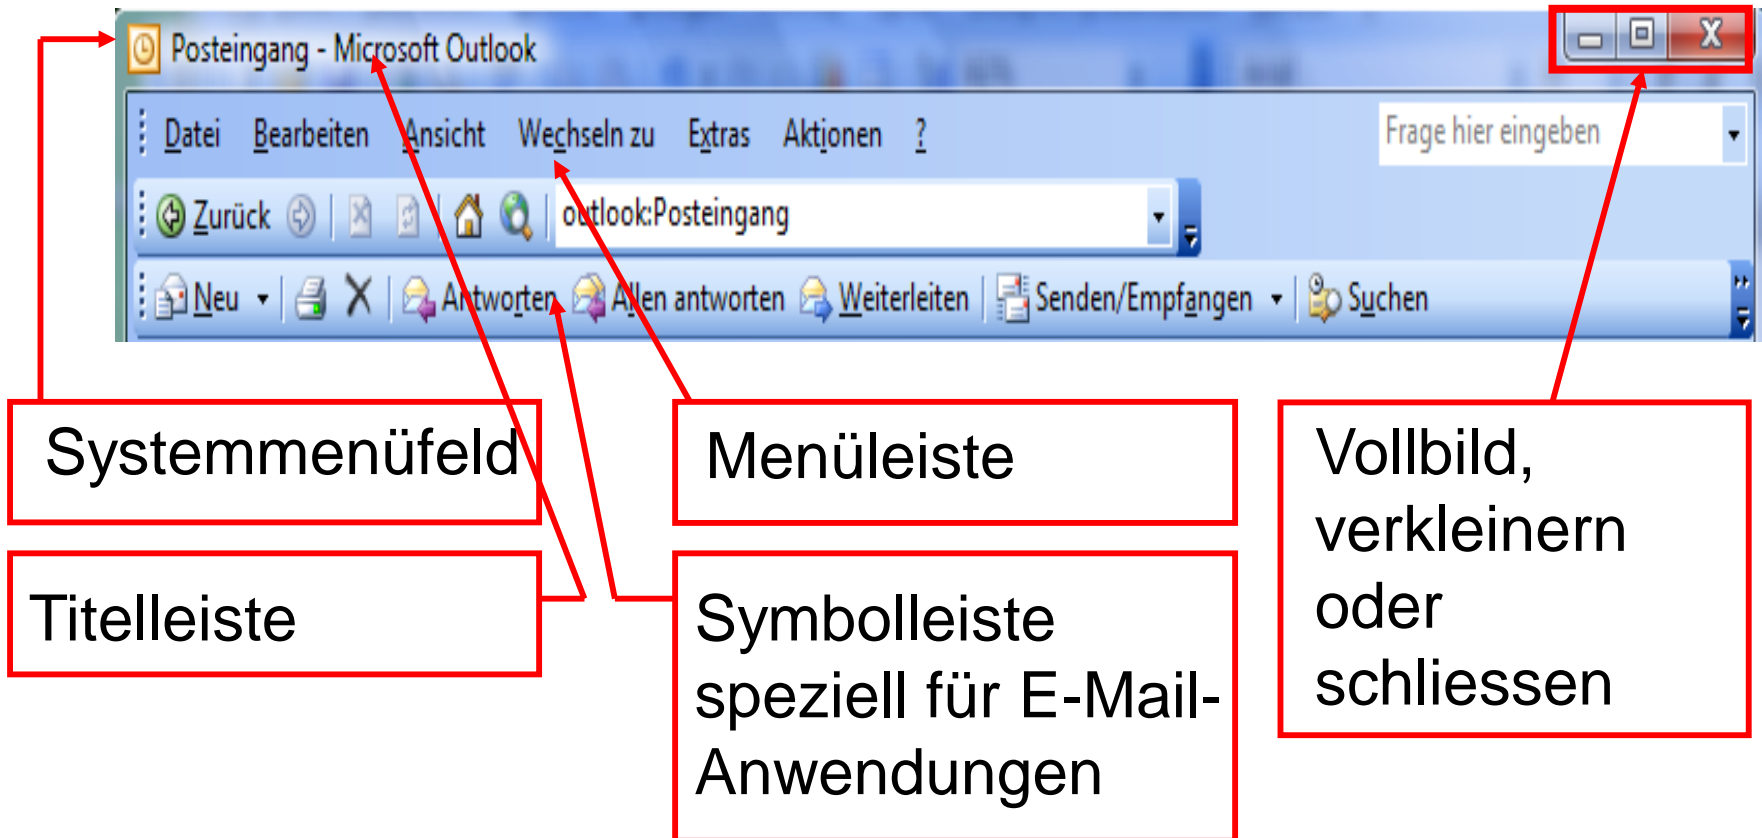 Posteingang - Microsoft Outlook
X
Datei Bearbeiten Ansicht Wechseln zu Extras Aktionen ? Frage hier eingeben
Zurück outlook:Posteingang
Neu Antworten Allen antworten Weiterleiten Senden/Empfangen Suchen
Systemmenüfeld
Menüleiste
Vollbild,
verkleinern
oder
schliessen
Titelleiste
Symbolleiste
speziell für E-Mail-
Anwendungen